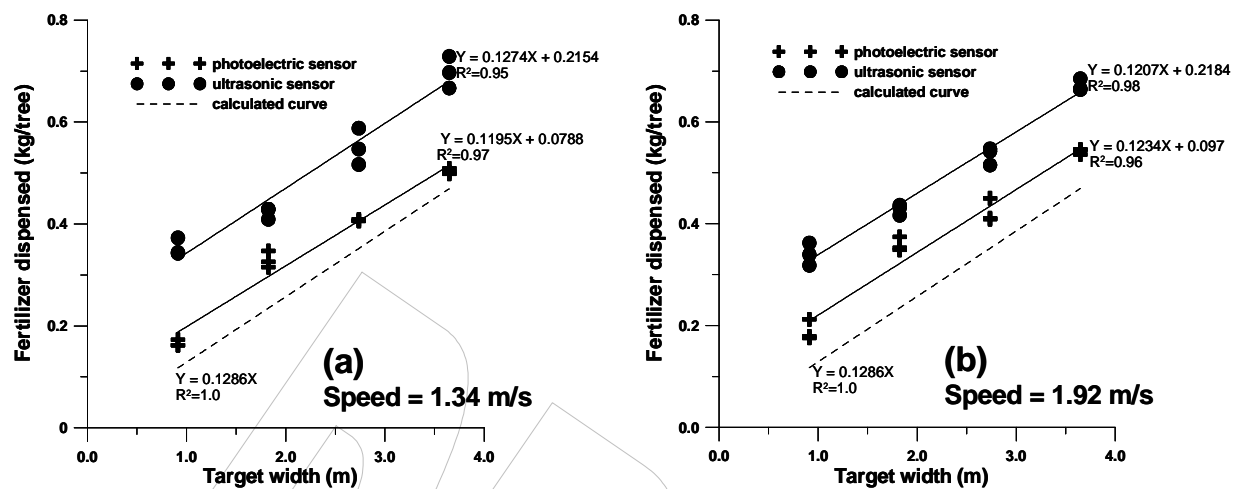 0.8
0.6
0.4
0.2
0
Fertilizer dispensed (kg/tree)
photoelectric sensor
ultrasonic sensor
calculated curve
Y = 0.1274X + 0.2154
R²=0.95
Y = 0.1195X + 0.0788
R²=0.97
Y = 0.1286X
R²=1.0
(a)
Speed = 1.34 m/s
0.0 1.0 2.0 3.0 4.0
Target width (m)
0.8
0.6
0.4
0.2
0.0
Fertilizer dispensed (kg/tree)
photoelectric sensor
ultrasonic sensor
calculated curve
Y = 0.1207X + 0.2184
R²=0.98
Y = 0.1234X + 0.097
R²=0.96
Y = 0.1286X
R²=1.0
(b)
Speed = 1.92 m/s
0.0 1.0 2.0 3.0 4.0
Target width (m)